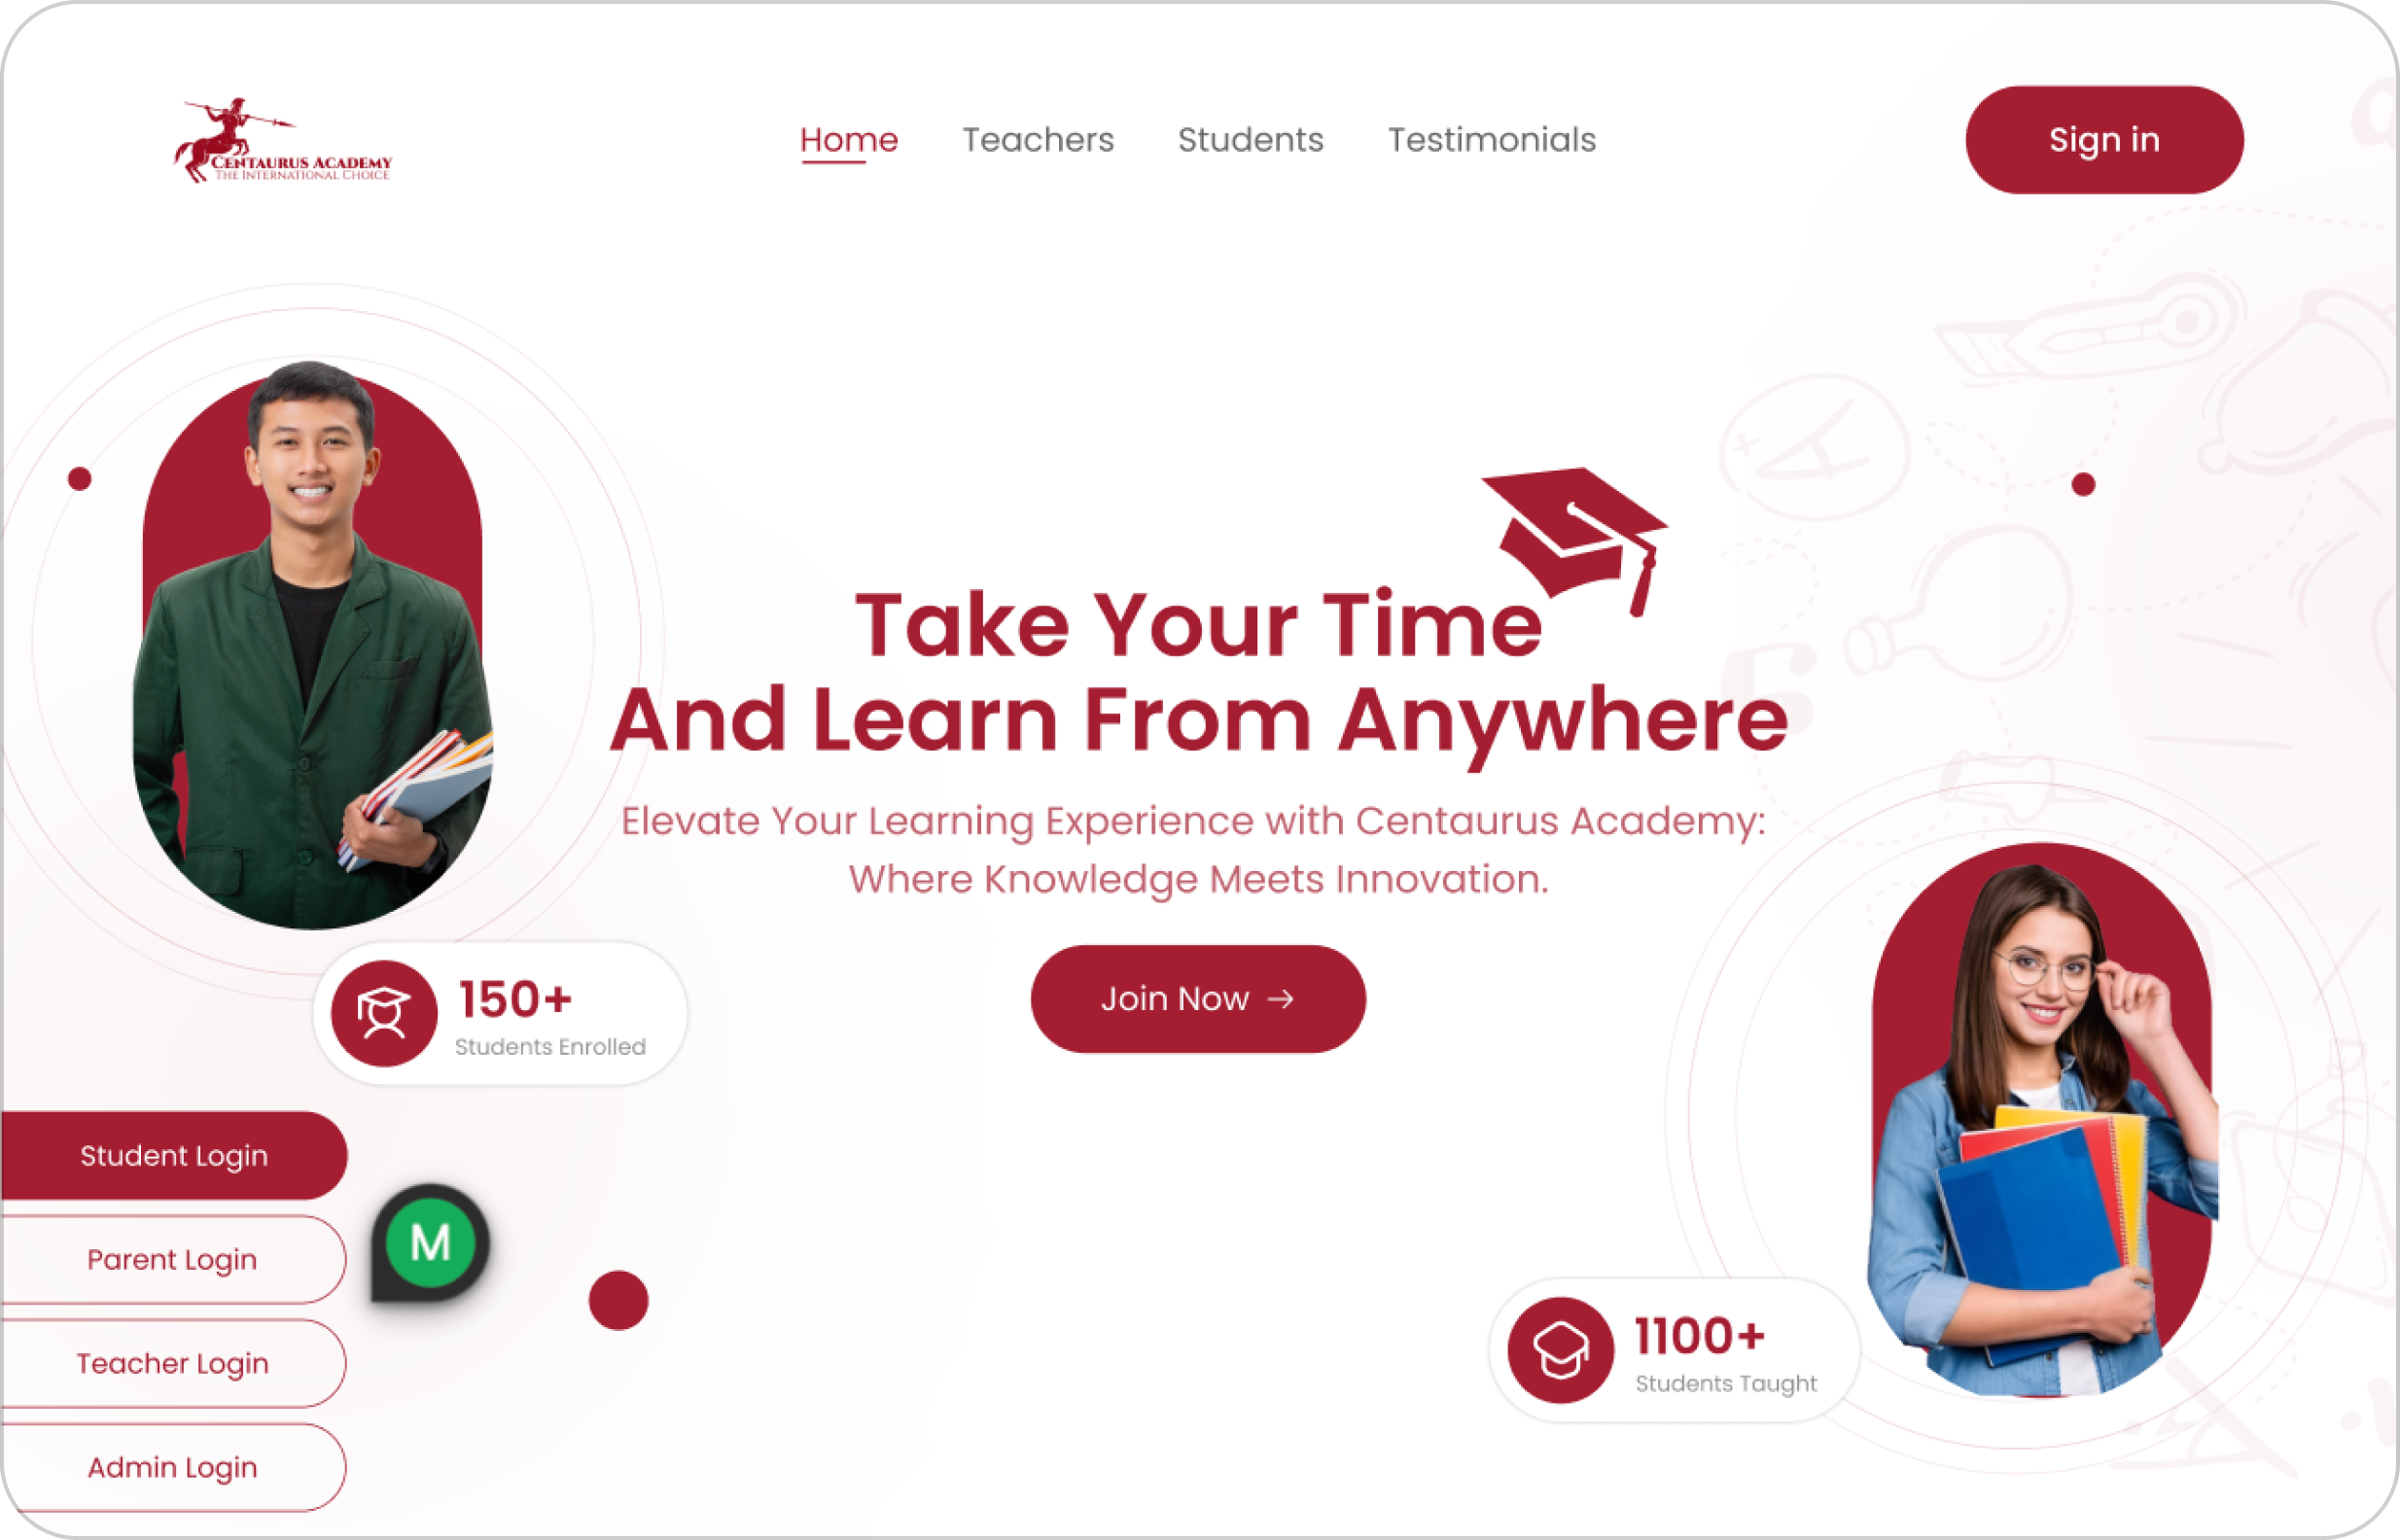 CENTAURUS ACADEMY
THE INTERNATIONAL CHOICE
Home
Teachers
Students
Testimonials
Sign in
Take Your Time
And Learn From Anywhere
Elevate Your Learning Experience with Centaurus Academy:
Where Knowledge Meets Innovation.
Join Now →
150+
Students Enrolled
Student Login
Parent Login
Teacher Login
Admin Login
M
1100+
Students Taught
A+